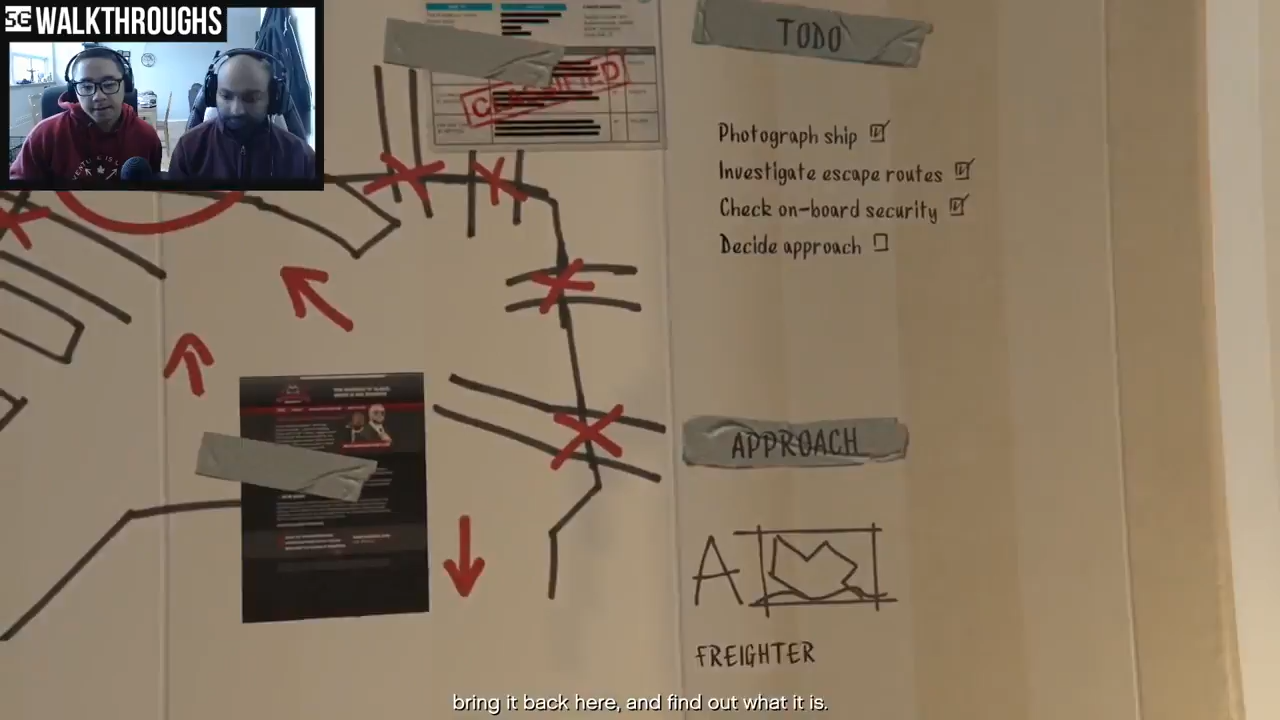 SG WALKTHROUGHS
CLASSIFIED
TODO
Photograph ship
Investigate escape routes
Check on-board security
Decide approach
APPROACH
A
FREIGHTER
bring it back here, and find out what it is.